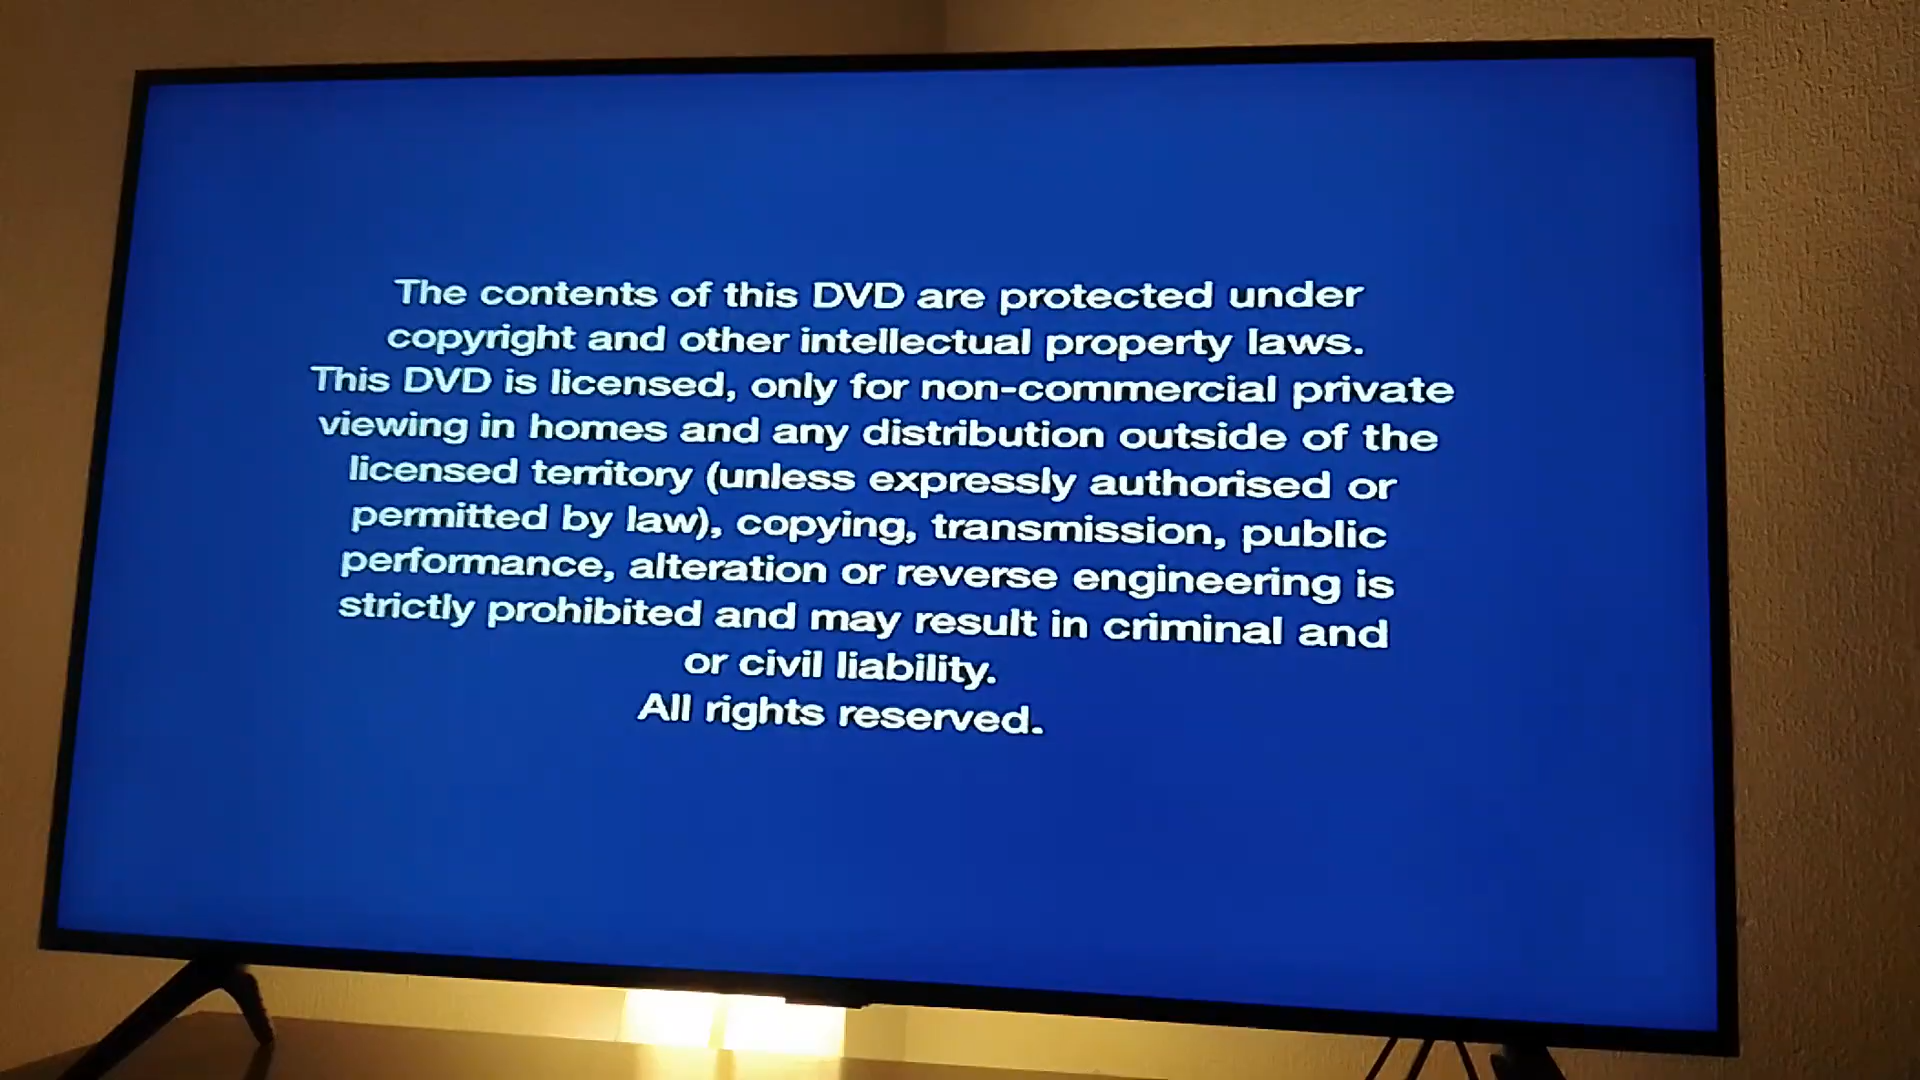 The contents of this DVD are protected under
copyright and other intellectual property laws.
This DVD is licensed, only for non-commercial private
viewing in homes and any distribution outside of the
licensed territory (unless expressly authorised or
permitted by law), copying, transmission, public
performance, alteration or reverse engineering is
strictly prohibited and may result in criminal and
or civil liability.
All rights reserved.